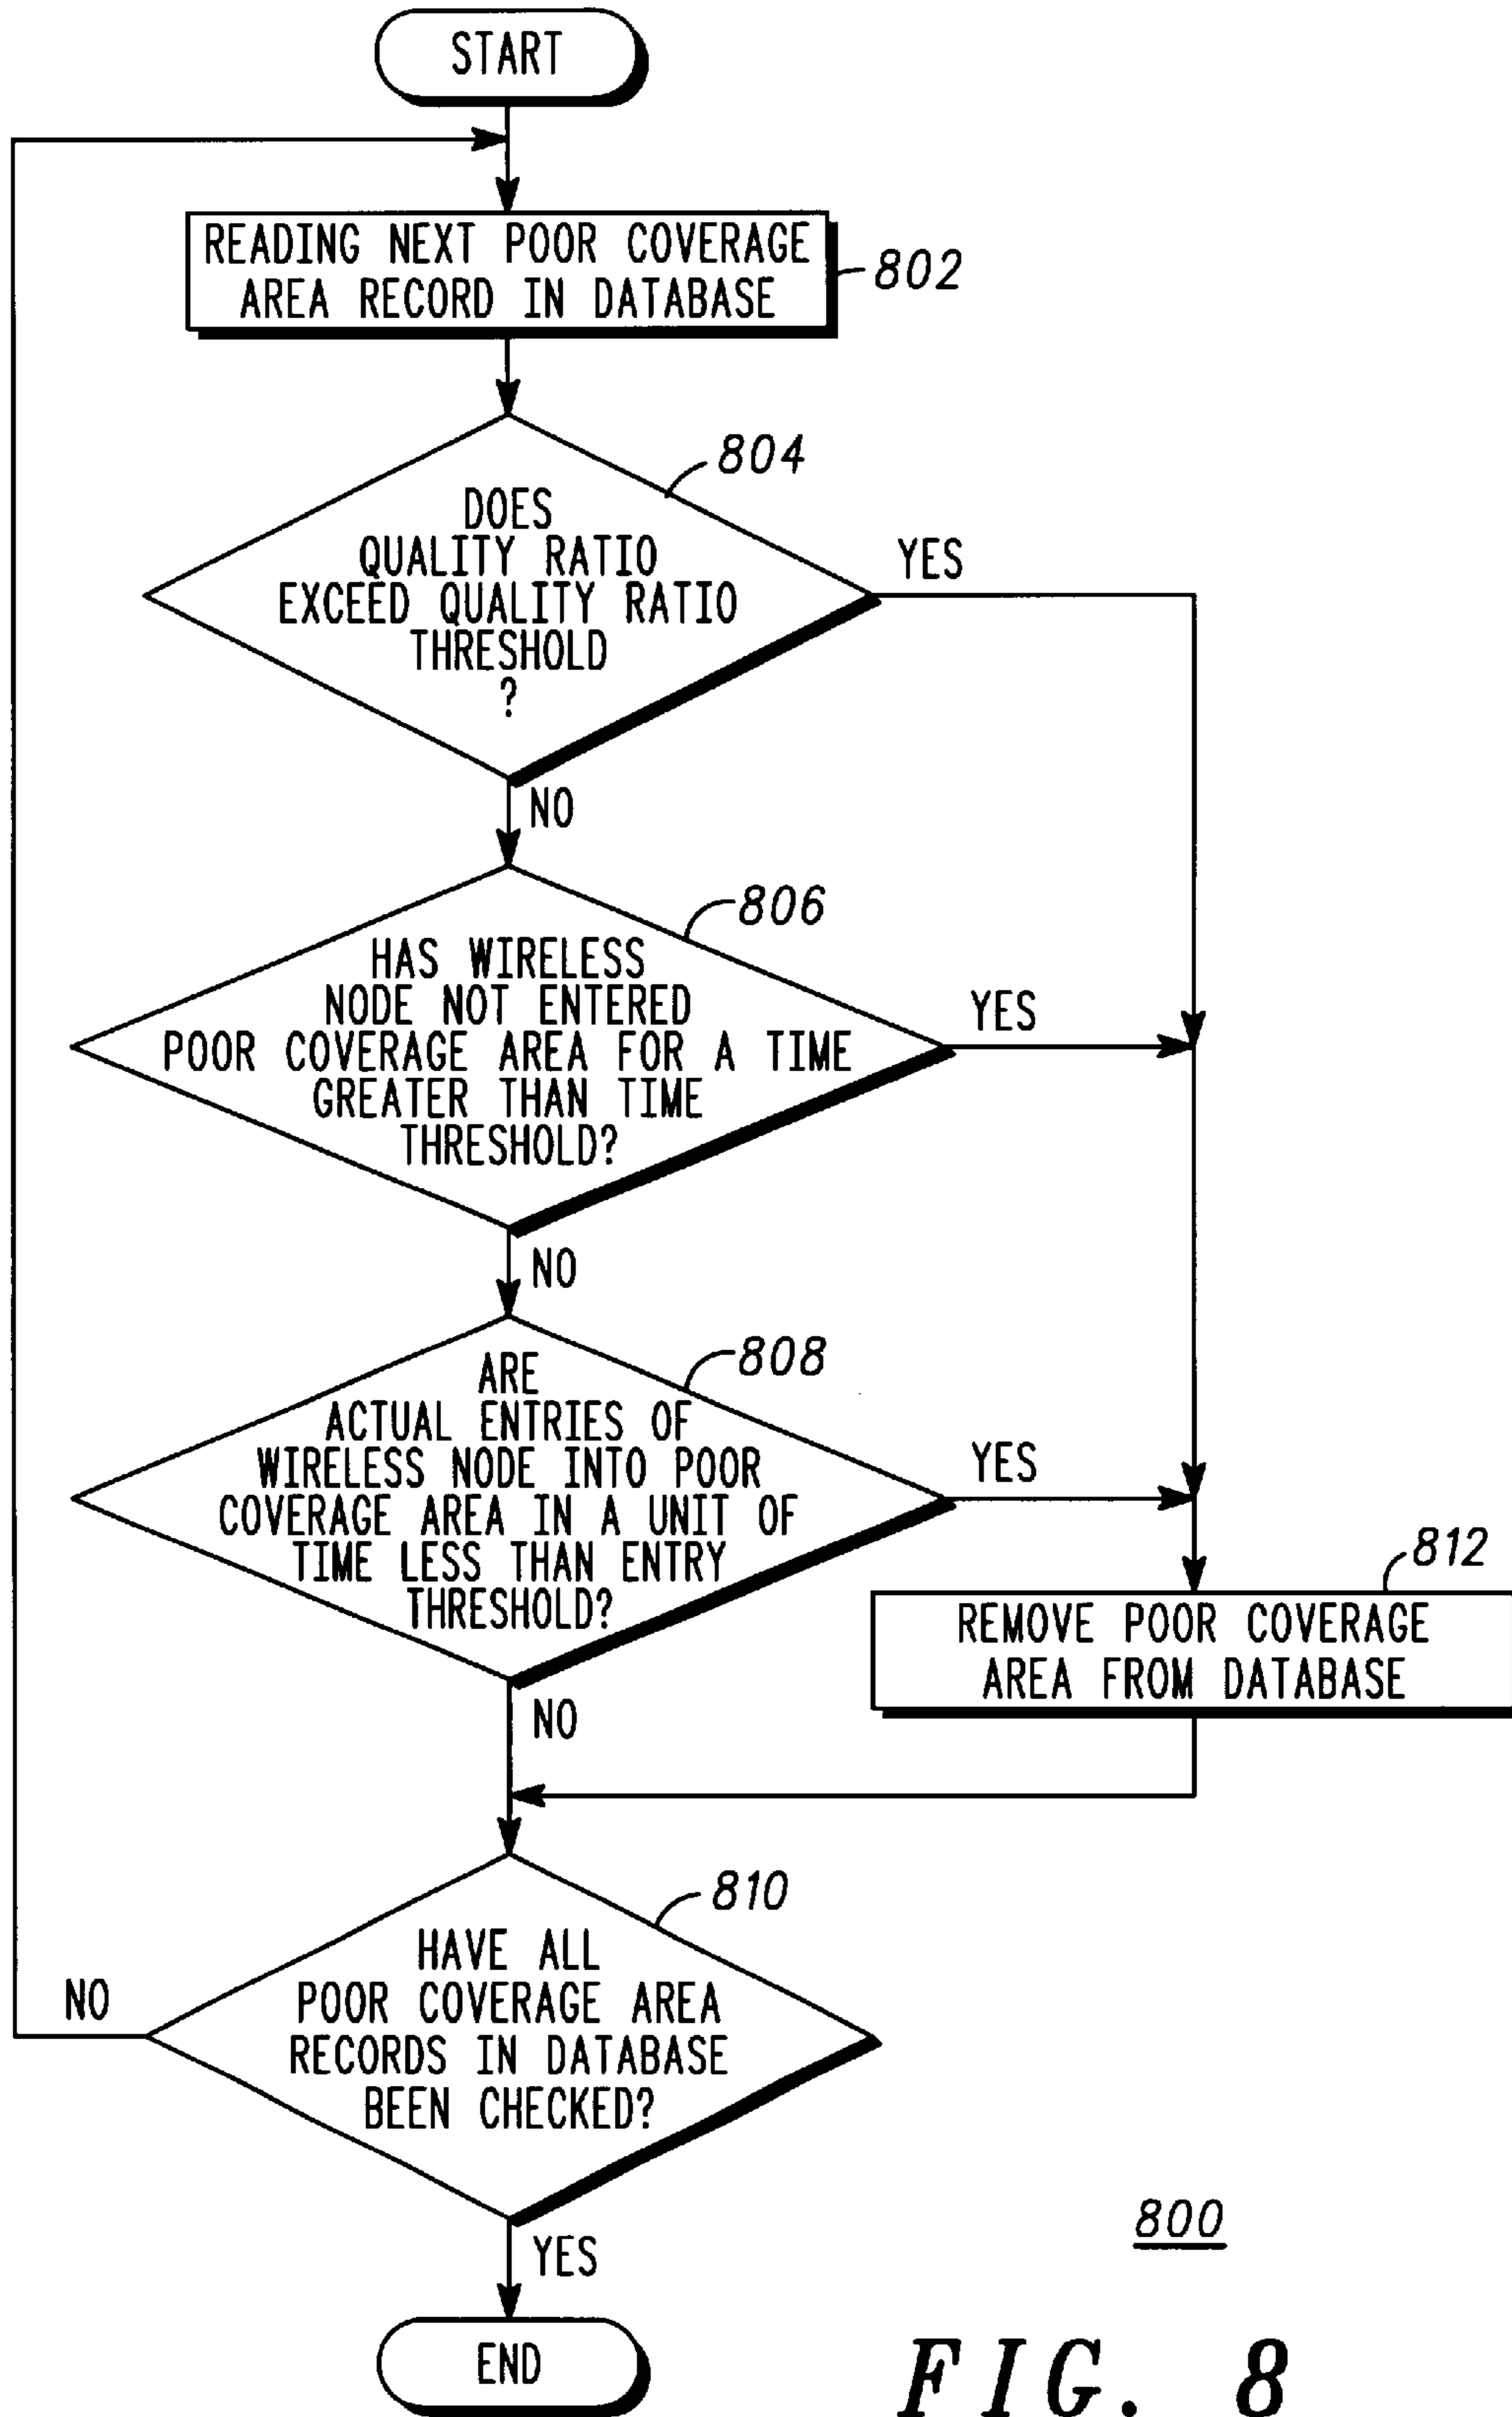 START
READING NEXT POOR COVERAGE
AREA RECORD IN DATABASE
802
804
DOES
QUALITY RATIO
EXCEED QUALITY RATIO
THRESHOLD
?
YES
NO
806
HAS WIRELESS
NODE NOT ENTERED
POOR COVERAGE AREA FOR A TIME
GREATER THAN TIME
THRESHOLD?
YES
NO
808
ARE
ACTUAL ENTRIES OF
WIRELESS NODE INTO POOR
COVERAGE AREA IN A UNIT OF
TIME LESS THAN ENTRY
THRESHOLD?
YES
NO
812
REMOVE POOR COVERAGE
AREA FROM DATABASE
810
HAVE ALL
POOR COVERAGE AREA
RECORDS IN DATABASE
BEEN CHECKED?
NO
YES
END
800
FIG. 8